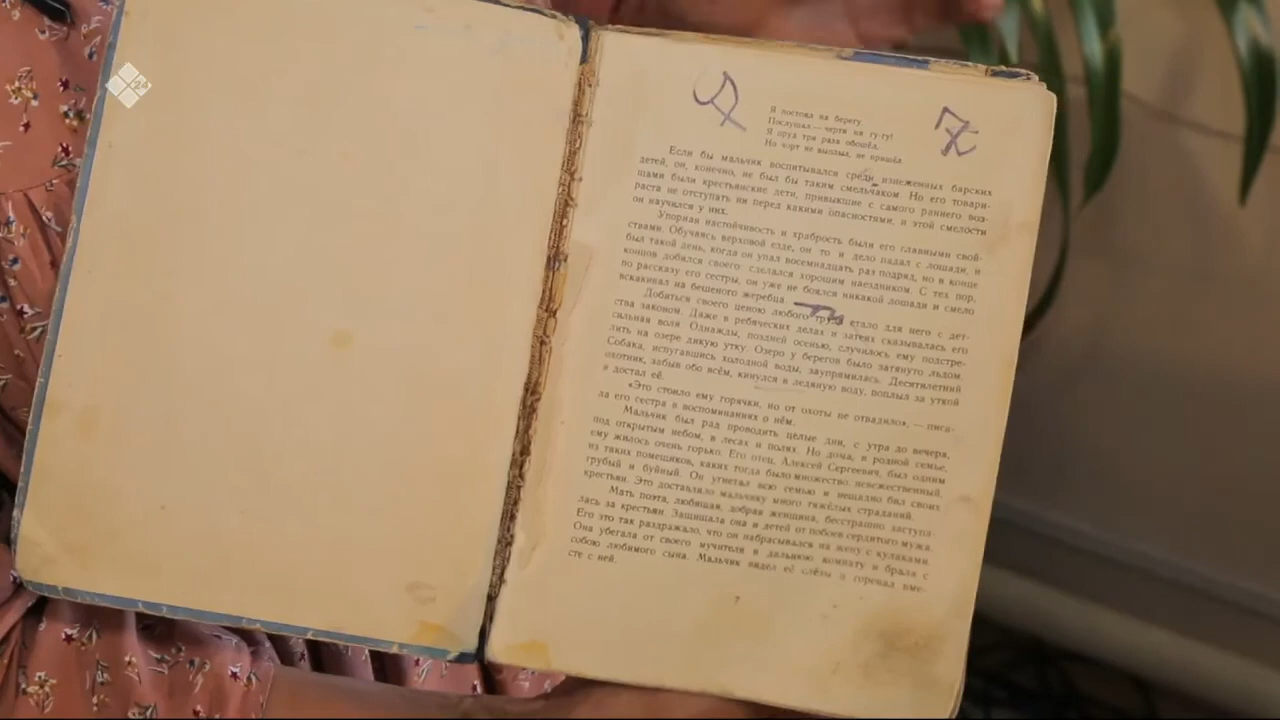 24
Я постоял на берегу,
Послушал — черти ни гу-гу!
Я пруд три раза обошёл,
Но чорт не выплыл, не пришёл
Если бы мальчик воспитывался среди изнеженных барских
детей, он, конечно, не был бы таким смельчаком. Но его товари-
щами были крестьянские дети, привыкшие с самого раннего воз-
раста не отступать ни перед какими опасностями, и этой смелости
он научился у них.
Упорная настойчивость и храбрость были его главными свой-
ствами. Обучаясь верховой езде, он то и дело падал с лошади, и
был такой день, когда он упал восемнадцать раз подряд, но в конце
концов добился своего: сделался хорошим наездником. С тех пор,
по рассказу его сестры, он уже не боялся никакой лошади и смело
вскакивал на бешеного жеребца.
Добиться своего ценою любого труда стало для него с дет-
ства законом. Даже в ребяческих делах и затеях сказывалась его
сильная воля. Однажды, поздней осенью, случилось ему подстре-
лить на озере дикую утку. Озеро у берегов было затянуто льдом.
Собака, испугавшись холодной воды, заупрямилась. Десятилетний
охотник, забыв обо всём, кинулся в ледяную воду, поплыл за уткой
и достал её.
«Это стоило ему горячки, но от охоты не отвадило», — писа-
ла его сестра в воспоминаниях о нём.
Мальчик был рад проводить целые дни, с утра до вечера,
под открытым небом, в лесах и полях. Но дома, в родной семье,
ему жилось очень горько. Его отец, Алексей Сергеевич, был одним
из таких помещиков, каких тогда было множество: невежественный,
грубый и буйный. Он угнетал всю семью и нещадно бил своих
крестьян. Это доставляло мальчику много тяжёлых страданий.
Мать поэта, любящая, добрая женщина, бесстрашно заступа-
лась за крестьян. Защищала она и детей от побоев сердитого мужа.
Его это так раздражало, что он набрасывался на жену с кулаками.
Она убегала от своего мучителя в дальнюю комнату и брала с
собою любимого сына. Мальчик видел её слёзы и горевал вме-
сте с ней.
7